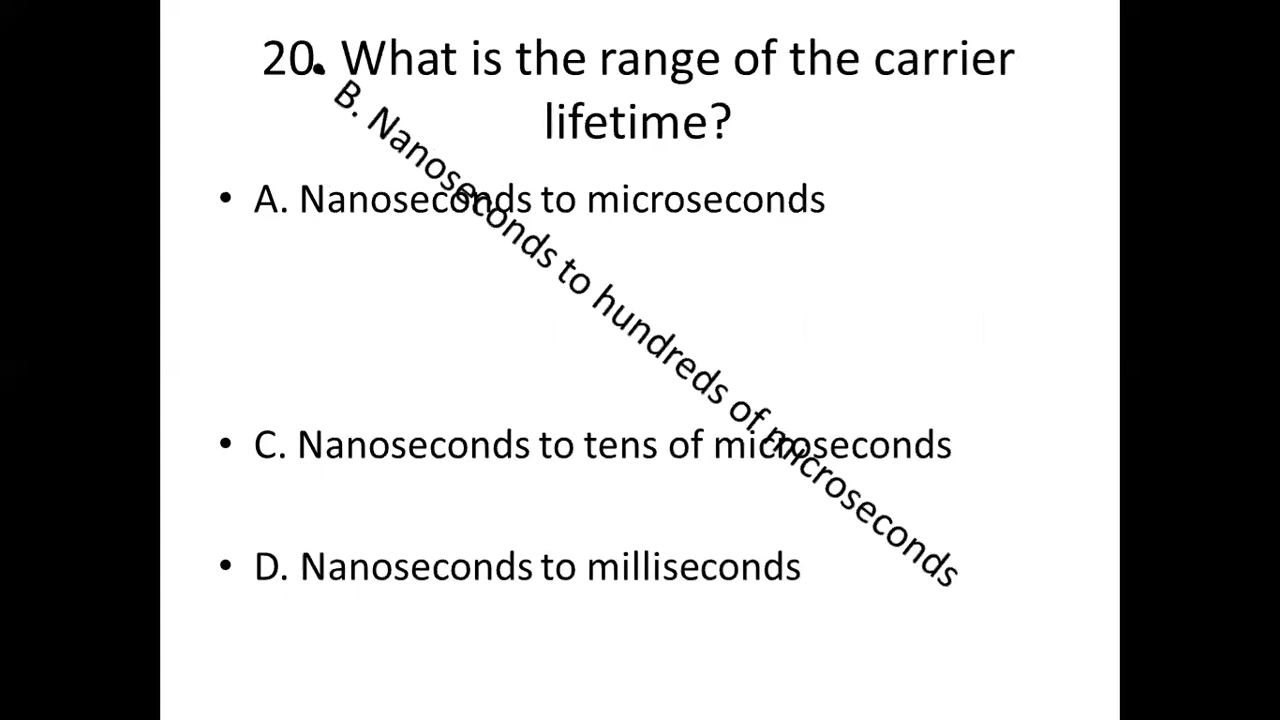 20. What is the range of the carrier
lifetime?
• A. Nanoseconds to microseconds
B. Nanoseconds to hundreds of microseconds
• C. Nanoseconds to tens of microseconds
• D. Nanoseconds to milliseconds